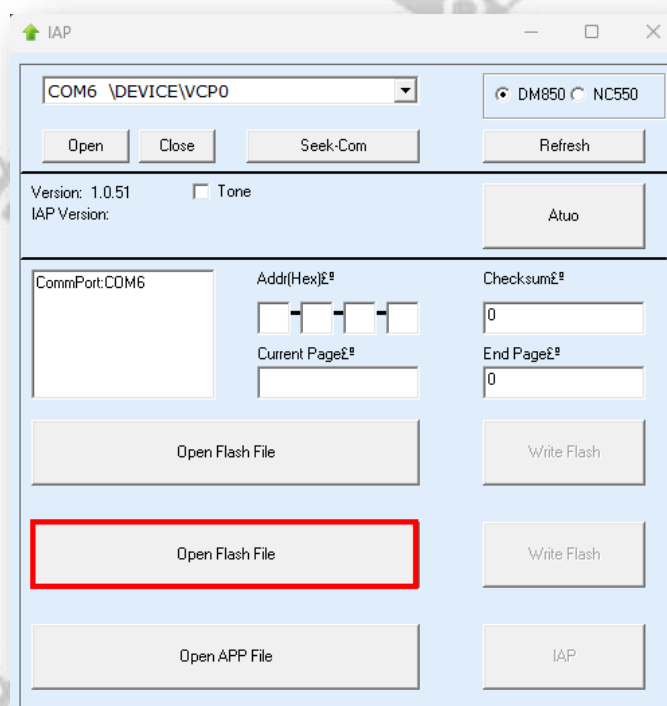 IAP
COM6 \DEVICE\VCP0
DM850 NC550
Open Close Seek-Com Refresh
Version: 1.0.51 Tone
IAP Version:
Atuo
CommPort:COM6
Addr(Hex)£º
Checksum£º
0
Current Page£º
End Page£º
0
Open Flash File Write Flash
Open Flash File Write Flash
Open APP File IAP